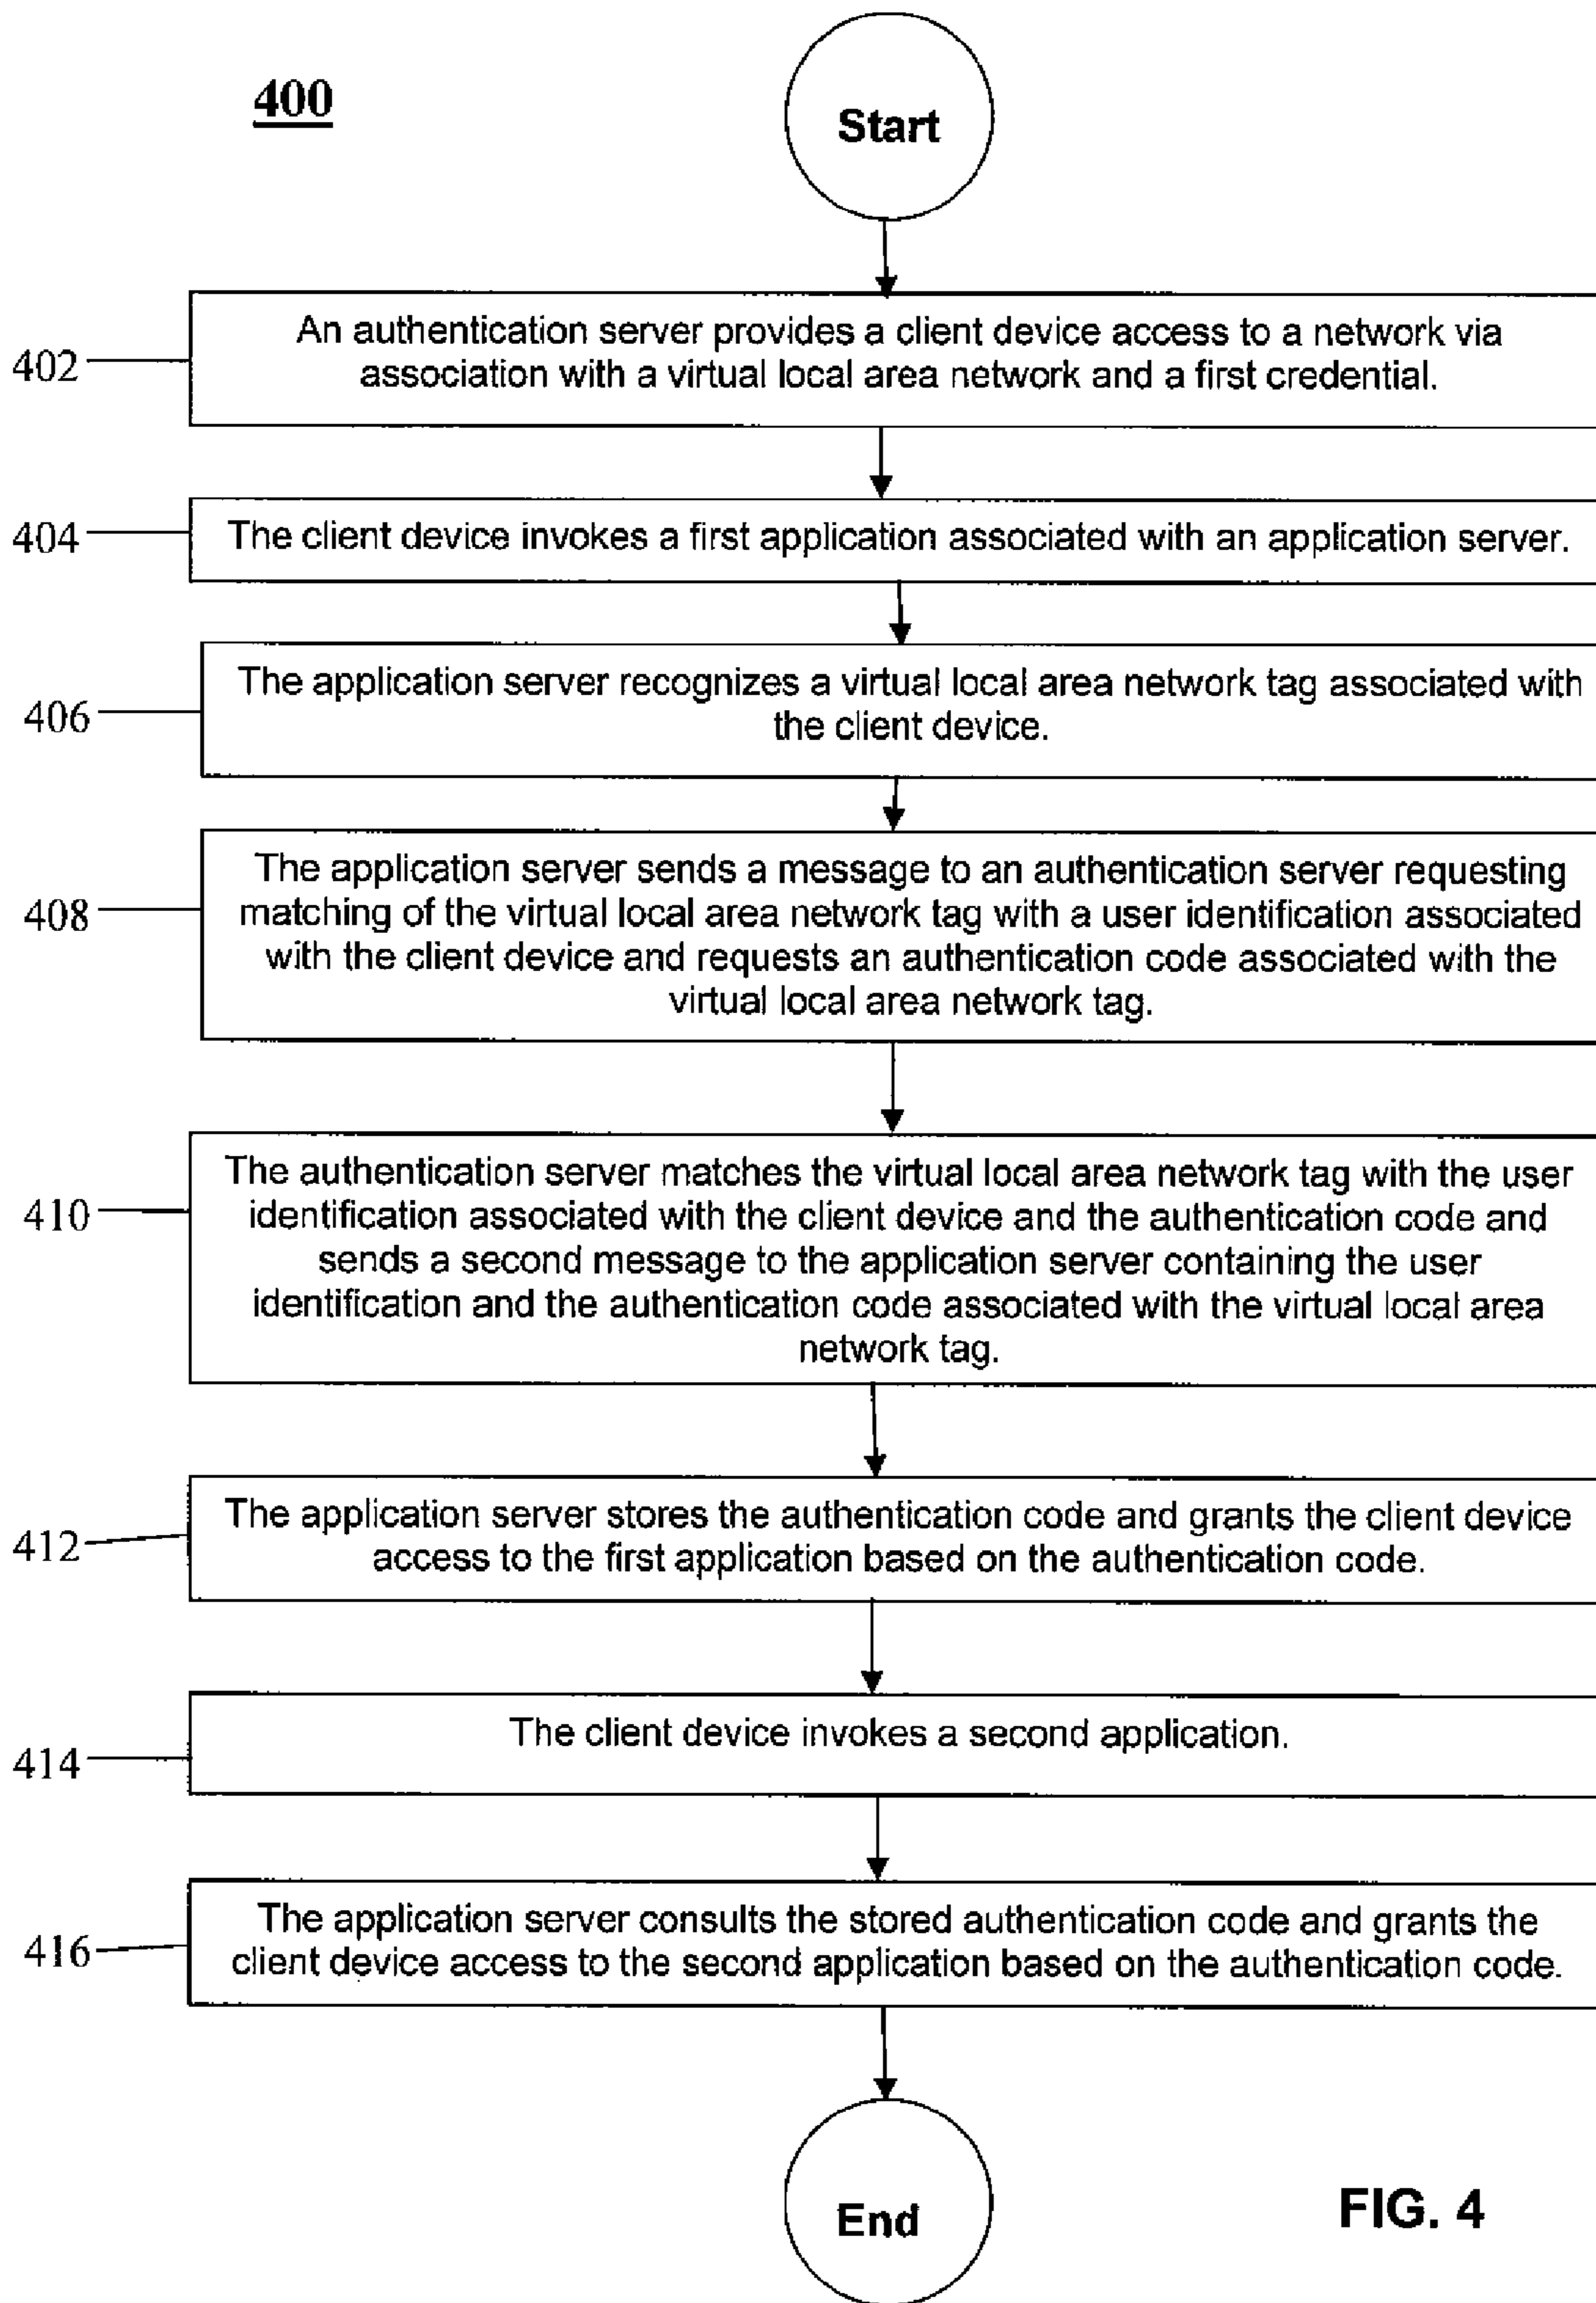 400
Start
402
An authentication server provides a client device access to a network via
association with a virtual local area network and a first credential.
404
The client device invokes a first application associated with an application server.
406
The application server recognizes a virtual local area network tag associated with
the client device.
408
The application server sends a message to an authentication server requesting
matching of the virtual local area network tag with a user identification associated
with the client device and requests an authentication code associated with the
virtual local area network tag.
410
The authentication server matches the virtual local area network tag with the user
identification associated with the client device and the authentication code and
sends a second message to the application server containing the user
identification and the authentication code associated with the virtual local area
network tag.
412
The application server stores the authentication code and grants the client device
access to the first application based on the authentication code.
414
The client device invokes a second application.
416
The application server consults the stored authentication code and grants the
client device access to the second application based on the authentication code.
End
FIG. 4